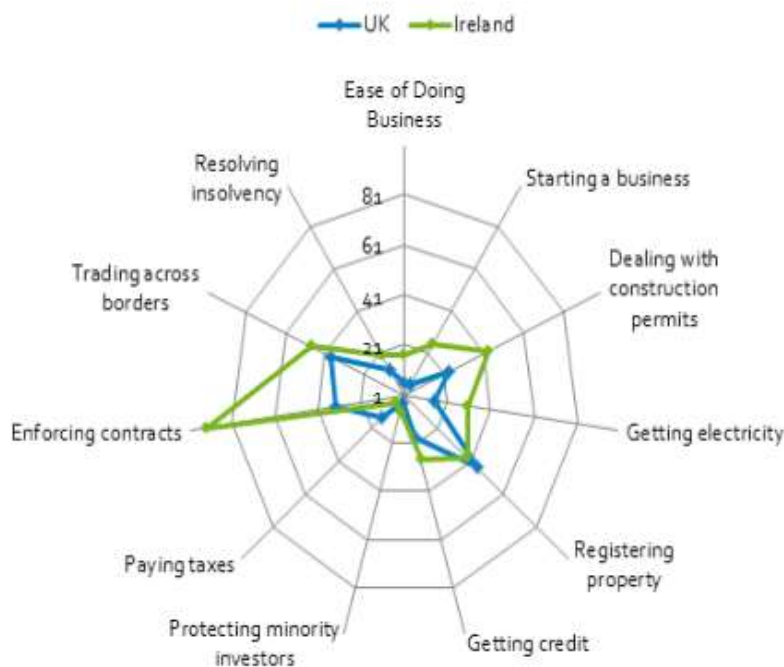 UK Ireland
Ease of Doing
Business
Resolving
insolvency
Starting a business
81
61
41
21
1
Trading across
borders
Dealing with
construction
permits
Enforcing contracts
Getting electricity
Paying taxes
Registering
property
Protecting minority
investors
Getting credit